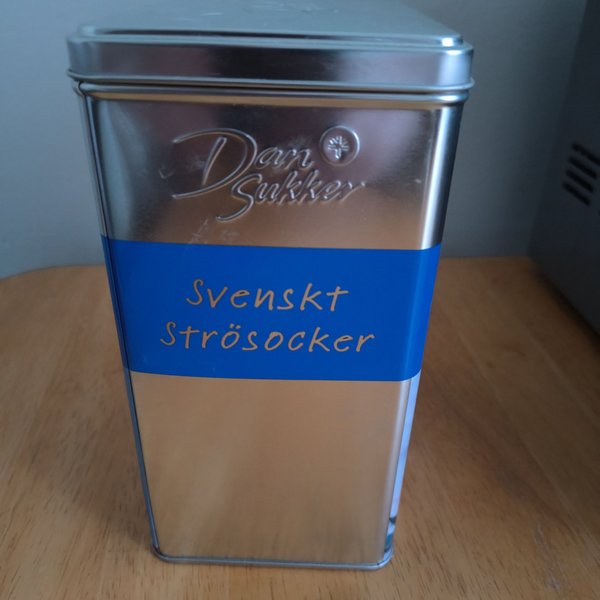 Dan
Sukker
Svenskt
Strösocker